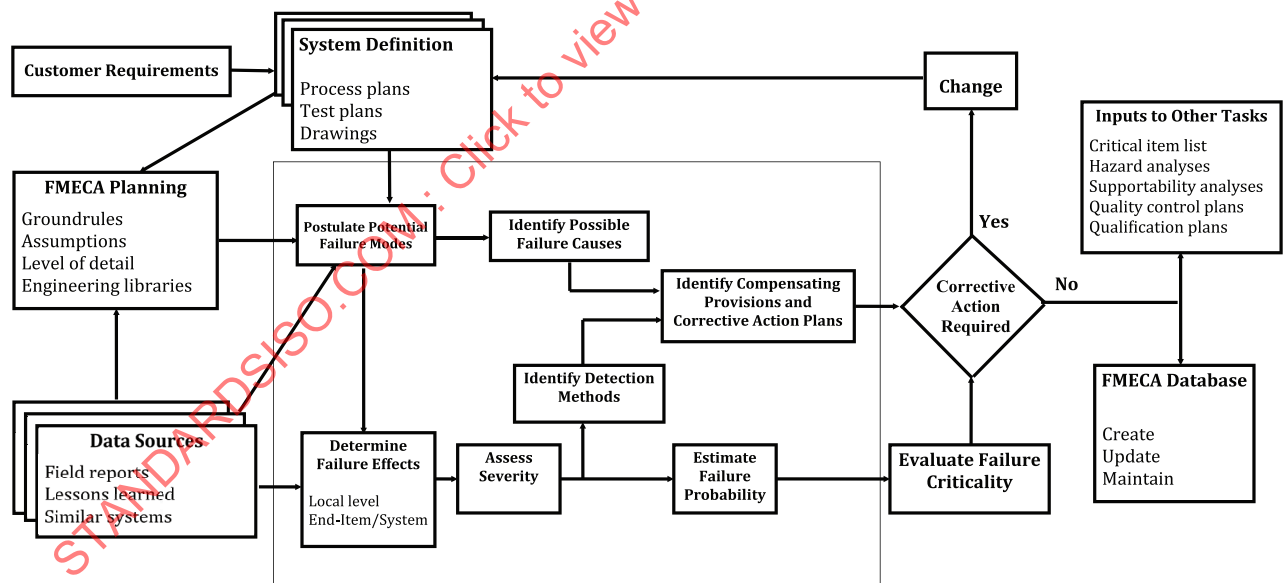 Customer Requirements
System Definition
Process plans
Test plans
Drawings
Change
Inputs to Other Tasks
Critical item list
Hazard analyses
Supportability analyses
Quality control plans
Qualification plans
FMECA Planning
Groundrules
Assumptions
Level of detail
Engineering libraries
Postulate Potential
Failure Modes
Identify Possible
Failure Causes
Identify Compensating
Provisions and
Corrective Action Plans
Yes
Corrective
Action
Required
No
Identify Detection
Methods
FMECA Database
Create
Update
Maintain
Data Sources
Field reports
Lessons learned
Similar systems
Determine
Failure Effects
Local level
End-Item/System
Assess
Severity
Estimate
Failure
Probability
Evaluate Failure
Criticality
STANDARDSISO.COM : Click to view